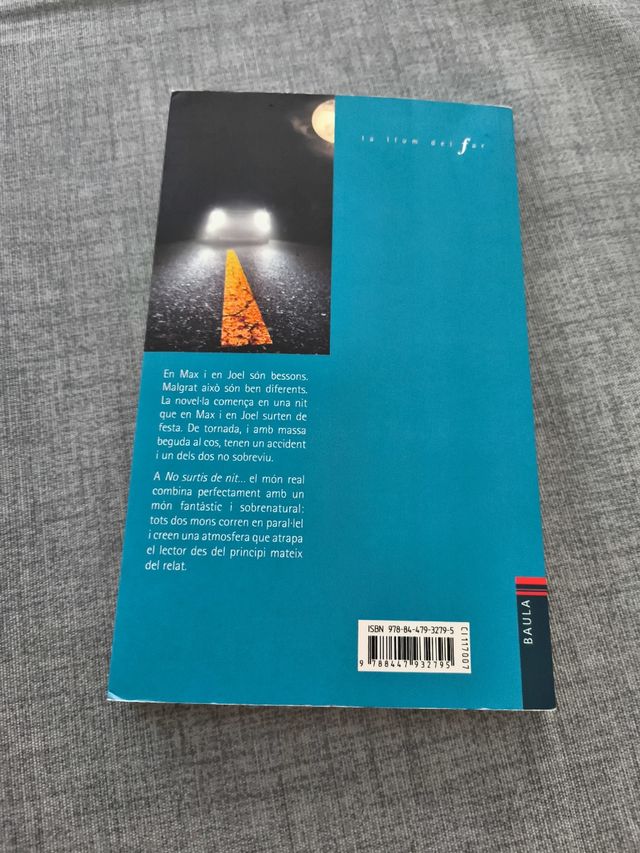 la llum del far
En Max i en Joel són bessons.
Malgrat això són ben diferents.
La novel·la comença en una nit
que en Max i en Joel surten de
festa. De tornada, i amb massa
beguda al cos, tenen un accident
i un dels dos no sobreviu.
A No surtis de nit... el món real
combina perfectament amb un
món fantàstic i sobrenatural:
tots dos mons corren en paral·lel
i creen una atmosfera que atrapa
el lector des del principi mateix
del relat.
BAULA
ISBN 978-84-479-3279-5
9 788447 932795
CI117007